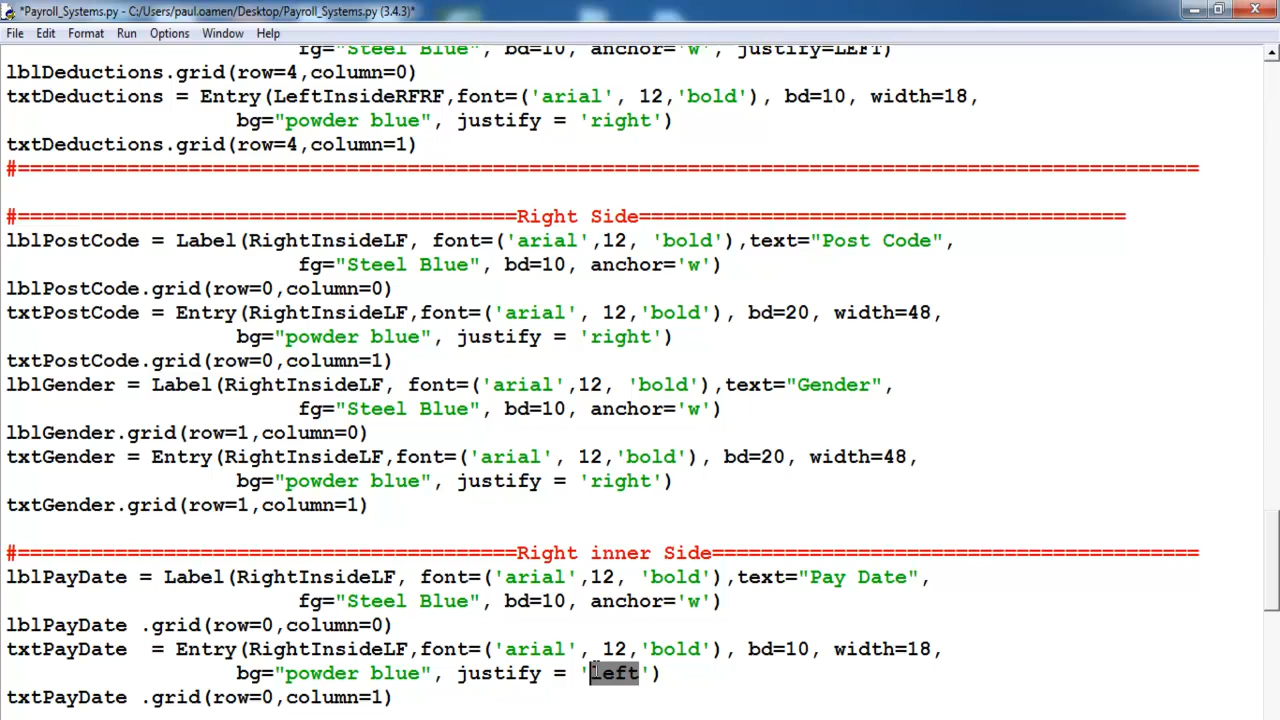 *Payroll_Systems.py - C:/Users/paul.oamen/Desktop/Payroll_Systems.py (3.4.3)*
File Edit Format Run Options Window Help
fg="Steel Blue", bd=10, anchor='w', justify=LEFT)
lblDeductions.grid(row=4,column=0)
txtDeductions = Entry(LeftInsideRFRF,font=('arial', 12,'bold'), bd=10, width=18,
bg="powder blue", justify = 'right')
txtDeductions.grid(row=4,column=1)
#=================================================================================================
#=========================================Right Side========================================
lblPostCode = Label(RightInsideLF, font=('arial',12, 'bold'),text="Post Code",
fg="Steel Blue", bd=10, anchor='w')
lblPostCode.grid(row=0,column=0)
txtPostCode = Entry(RightInsideLF,font=('arial', 12,'bold'), bd=20, width=48,
bg="powder blue", justify = 'right')
txtPostCode.grid(row=0,column=1)
lblGender = Label(RightInsideLF, font=('arial',12, 'bold'),text="Gender",
fg="Steel Blue", bd=10, anchor='w')
lblGender.grid(row=1,column=0)
txtGender = Entry(RightInsideLF,font=('arial', 12,'bold'), bd=20, width=48,
bg="powder blue", justify = 'right')
txtGender.grid(row=1,column=1)
#=========================================Right inner Side========================================
lblPayDate = Label(RightInsideLF, font=('arial',12, 'bold'),text="Pay Date",
fg="Steel Blue", bd=10, anchor='w')
lblPayDate .grid(row=0,column=0)
txtPayDate  = Entry(RightInsideLF,font=('arial', 12,'bold'), bd=10, width=18,
bg="powder blue", justify = 'left')
txtPayDate .grid(row=0,column=1)